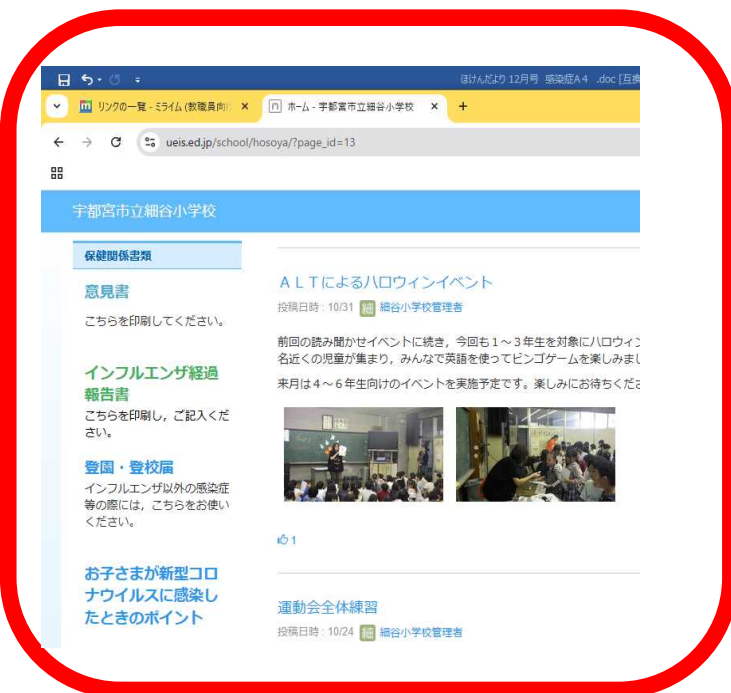 ほけんだより 12月号 感染症A4 .doc [互換
リンクの一覧 - ミライム (教職員向け
ホーム - 宇都宮市立細谷小学校
ueis.ed.jp/school/hosoya/?page_id=13
宇都宮市立細谷小学校
保健関係書類
意見書
こちらを印刷してください。
インフルエンザ経過
報告書
こちらを印刷し，ご記入くだ
さい。
登園・登校届
インフルエンザ以外の感染症
等の際には，こちらをお使い
ください。
お子さまが新型コロ
ナウイルスに感染し
たときのポイント
ＡＬＴによるハロウィンイベント
投稿日時 : 10/31 細 細谷小学校管理者
前回の読み聞かせイベントに続き，今回も１～３年生を対象にハロウィン
名近くの児童が集まり，みんなで英語を使ってビンゴゲームを楽しみまし
来月は４～６年生向けのイベントを実施予定です。楽しみにお待ちくださ
1
運動会全体練習
投稿日時 : 10/24 細 細谷小学校管理者